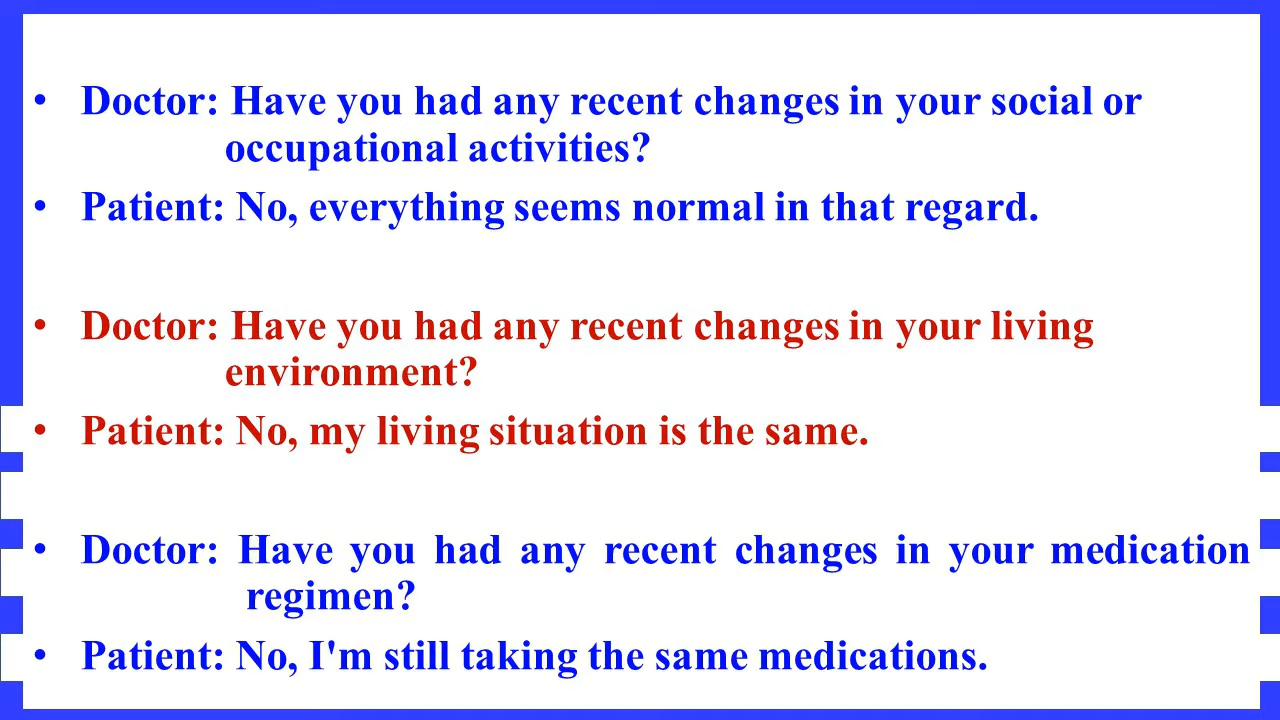 • Doctor: Have you had any recent changes in your social or
occupational activities?
• Patient: No, everything seems normal in that regard.
• Doctor: Have you had any recent changes in your living
environment?
• Patient: No, my living situation is the same.
• Doctor: Have you had any recent changes in your medication
regimen?
• Patient: No, I'm still taking the same medications.